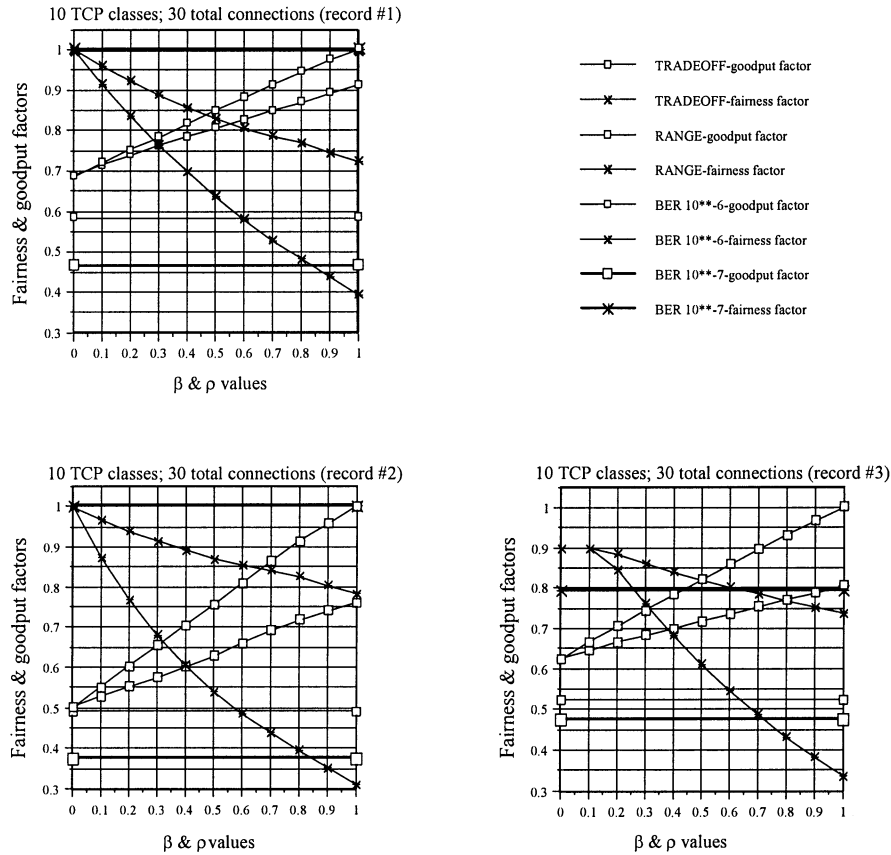 10 TCP classes; 30 total connections (record #1)
1
0.9
0.8
0.7
0.6
0.5
0.4
0.3
Fairness & goodput factors
0 0.1 0.2 0.3 0.4 0.5 0.6 0.7 0.8 0.9 1
β & ρ values
TRADEOFF-goodput factor
TRADEOFF-fairness factor
RANGE-goodput factor
RANGE-fairness factor
BER 10**-6-goodput factor
BER 10**-6-fairness factor
BER 10**-7-goodput factor
BER 10**-7-fairness factor
10 TCP classes; 30 total connections (record #2)
1
0.9
0.8
0.7
0.6
0.5
0.4
0.3
Fairness & goodput factors
0 0.1 0.2 0.3 0.4 0.5 0.6 0.7 0.8 0.9 1
β & ρ values
10 TCP classes; 30 total connections (record #3)
1
0.9
0.8
0.7
0.6
0.5
0.4
0.3
Fairness & goodput factors
0 0.1 0.2 0.3 0.4 0.5 0.6 0.7 0.8 0.9 1
β & ρ values